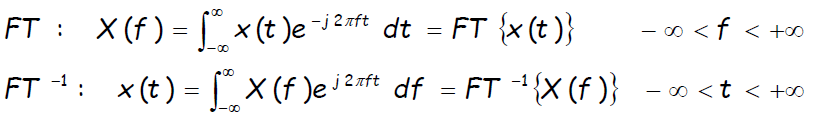 FT : X(f) = ∫_{-∞}^{∞} x(t)e^{-j2πft} dt = FT {x(t)} - ∞ < f < +∞
FT ^{-1} : x(t) = ∫_{-∞}^{∞} X(f)e^{j2πft} df = FT ^{-1}{X(f)} - ∞ < t < +∞